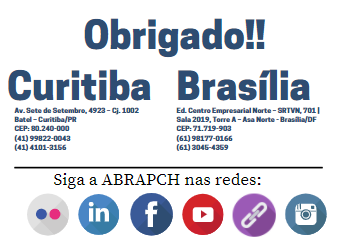 Obrigado!!
Curitiba
Av. Sete de Setembro, 4923 – Cj. 1002
Batel – Curitiba/PR
CEP: 80.240-000
(41) 99822-0043
(41) 4101-3156
Brasília
Ed. Centro Empresarial Norte – SRTVN, 701 |
Sala 2019, Torre A – Asa Norte - Brasília/DF
CEP: 71.719-903
(61) 98177-0166
(61) 3045-4359
Siga a ABRAPCH nas redes:
in
f